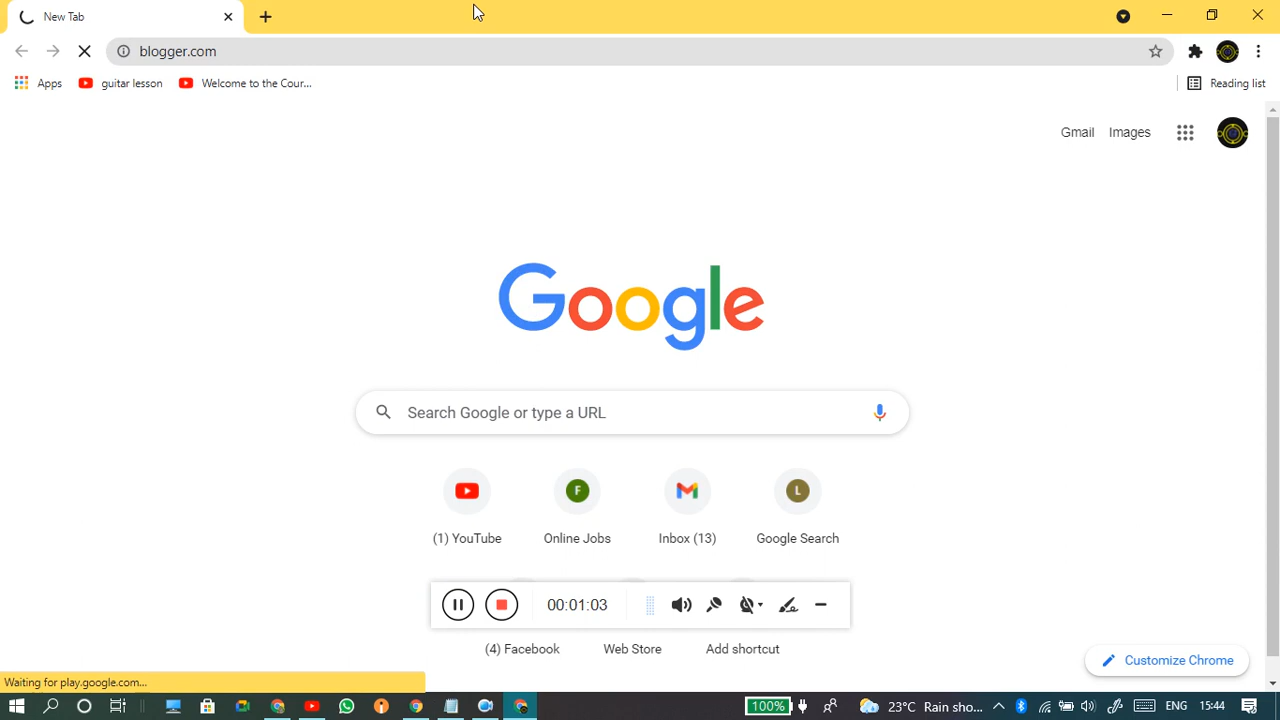 New Tab
blogger.com
Apps
guitar lesson
Welcome to the Cour...
Reading list
Gmail
Images
Google
Search Google or type a URL
F
L
(1) YouTube
Online Jobs
Inbox (13)
Google Search
00:01:03
(4) Facebook
Web Store
Add shortcut
Customize Chrome
Waiting for play.google.com...
100%
23°C Rain sho...
ENG
15:44